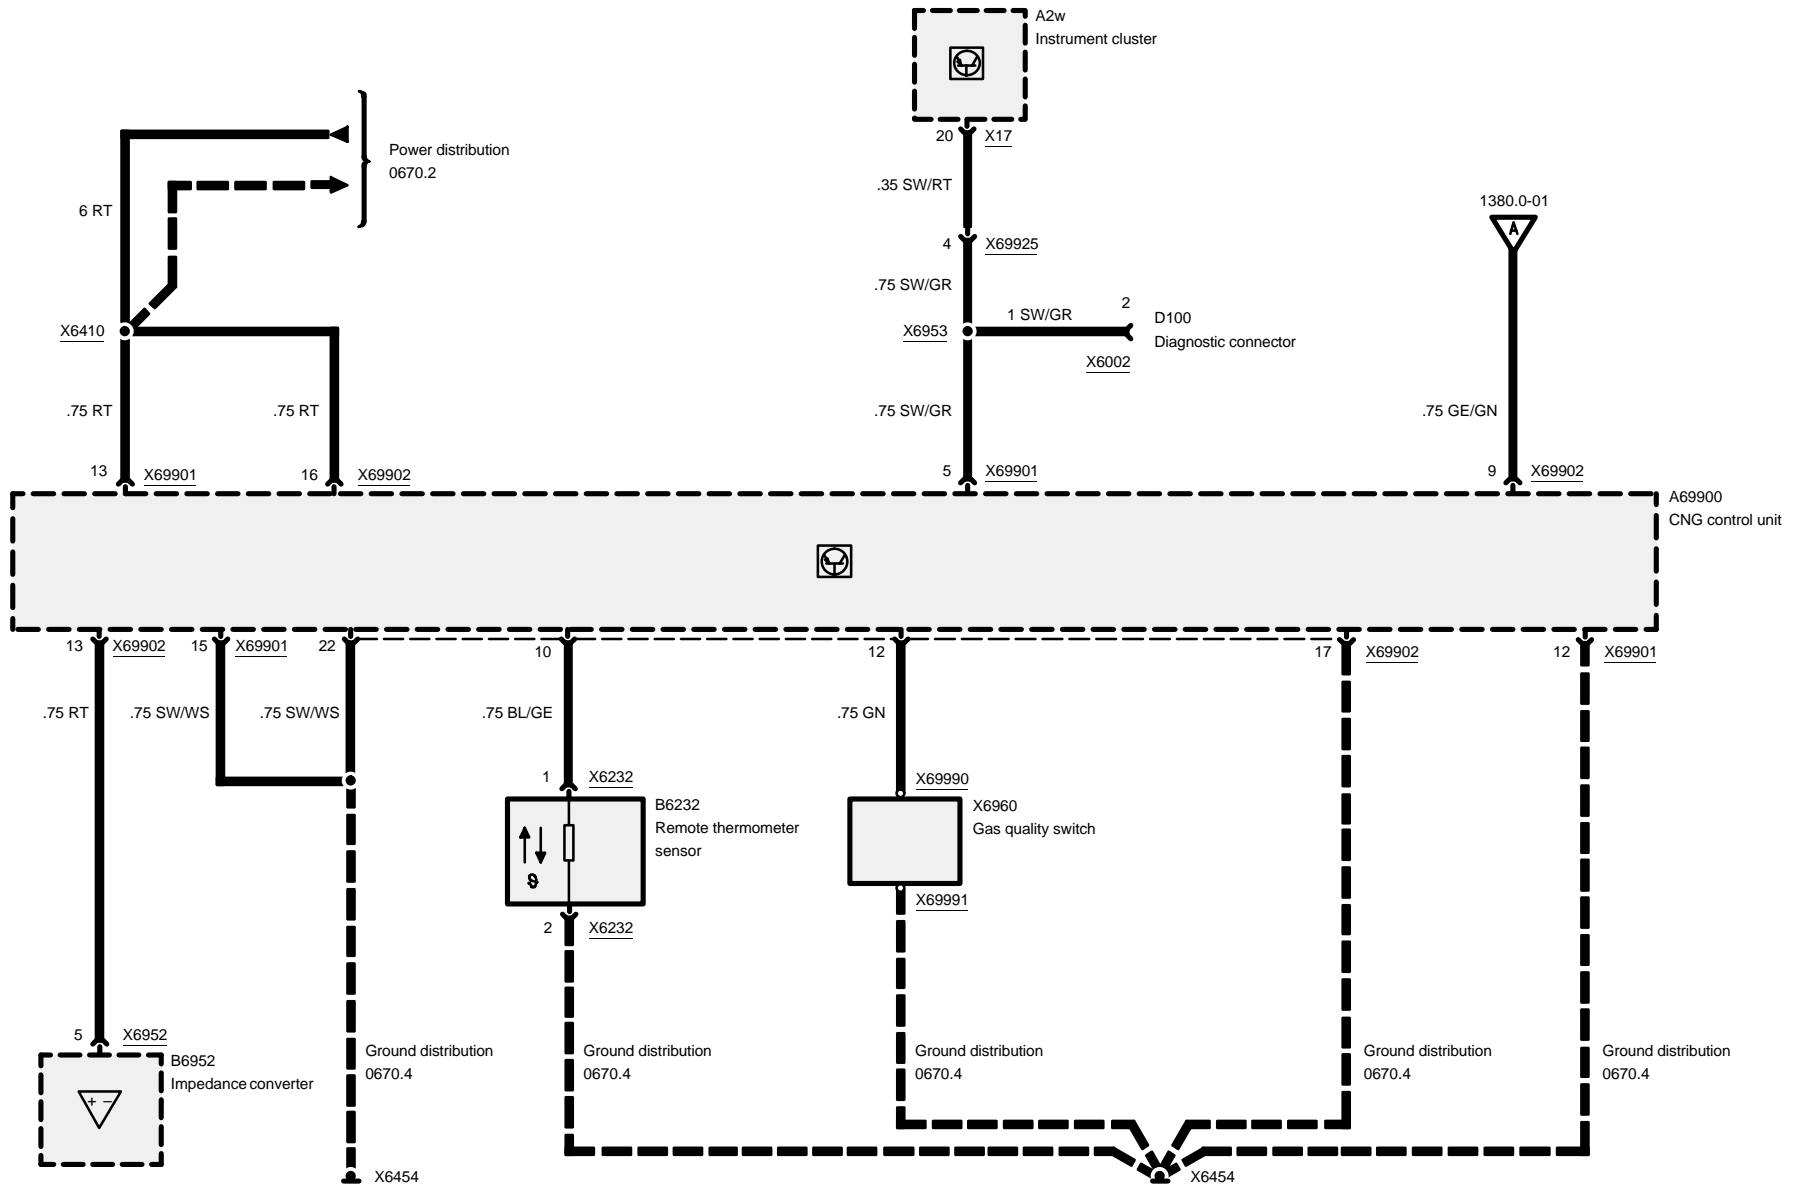 A2w
Instrument cluster
20 X17
Power distribution
0670.2
.35 SW/RT
1380.0-01
A
6 RT
4 X69925
.75 SW/GR
2
1 SW/GR
D100
X6410
X6953
Diagnostic connector
X6002
.75 RT
.75 RT
.75 SW/GR
.75 GE/GN
13 X69901
16 X69902
5 X69901
9 X69902
A69900
CNG control unit
13 X69902
15 X69901
22
10
12
17 X69902
12 X69901
.75 RT
.75 SW/WS
.75 SW/WS
.75 BL/GE
.75 GN
1 X6232
X69990
B6232
Remote thermometer
sensor
X6960
Gas quality switch
ϑ
X69991
2 X6232
5 X6952
B6952
Impedance converter
+ −
Ground distribution
0670.4
Ground distribution
0670.4
Ground distribution
0670.4
Ground distribution
0670.4
Ground distribution
0670.4
X6454
X6454